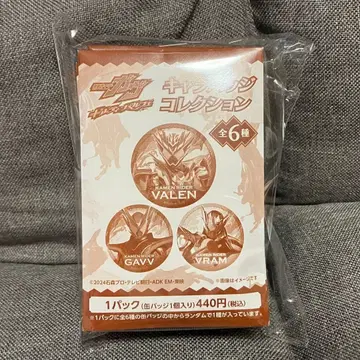 キャンバッジ
コレクション
全6種
KAMEN RIDER
VALEN
KAMEN RIDER
GAVV
KAMEN RIDER
VRAM
©2024石森プロ・テレビ朝日・ADK EM・東映
※画像はイメージです。
1パック(缶バッジ1個入り)440円(税込)
※1パックに全6種の缶バッジの中からランダムで1種が入っています。